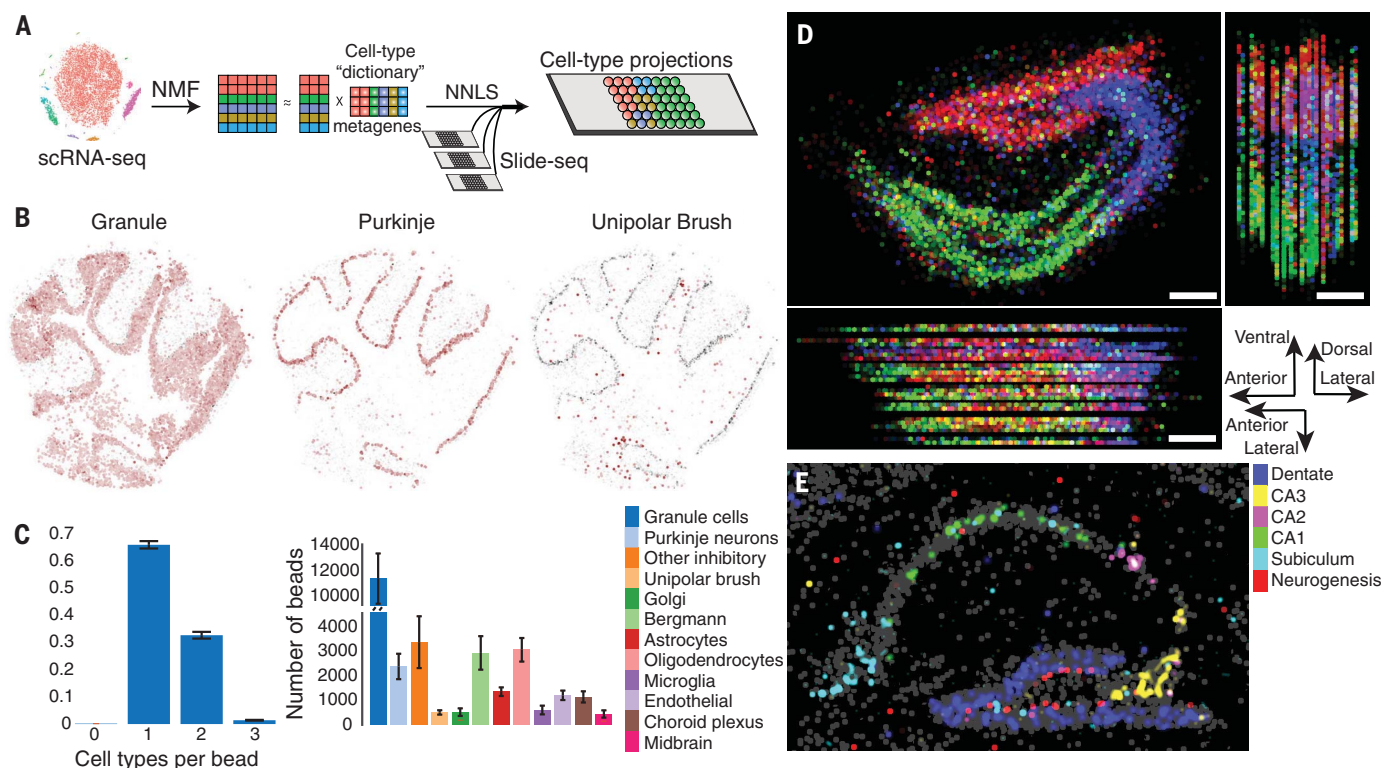 A
scRNA-seq
NMF
≈
x
Cell-type
“dictionary”
metagenes
NNLS
Slide-seq
Cell-type projections
B
Granule
Purkinje
Unipolar Brush
C
0.7
0.6
0.5
0.4
0.3
0.2
0.1
0
0 1 2 3
Cell types per bead
Number of beads
14000
10000
4000
3000
2000
1000
0
Granule cells
Purkinje neurons
Other inhibitory
Unipolar brush
Golgi
Bergmann
Astrocytes
Oligodendrocytes
Microglia
Endothelial
Choroid plexus
Midbrain
D
Ventral
Anterior
Dorsal
Lateral
Anterior
Lateral
E
Dentate
CA3
CA2
CA1
Subiculum
Neurogenesis